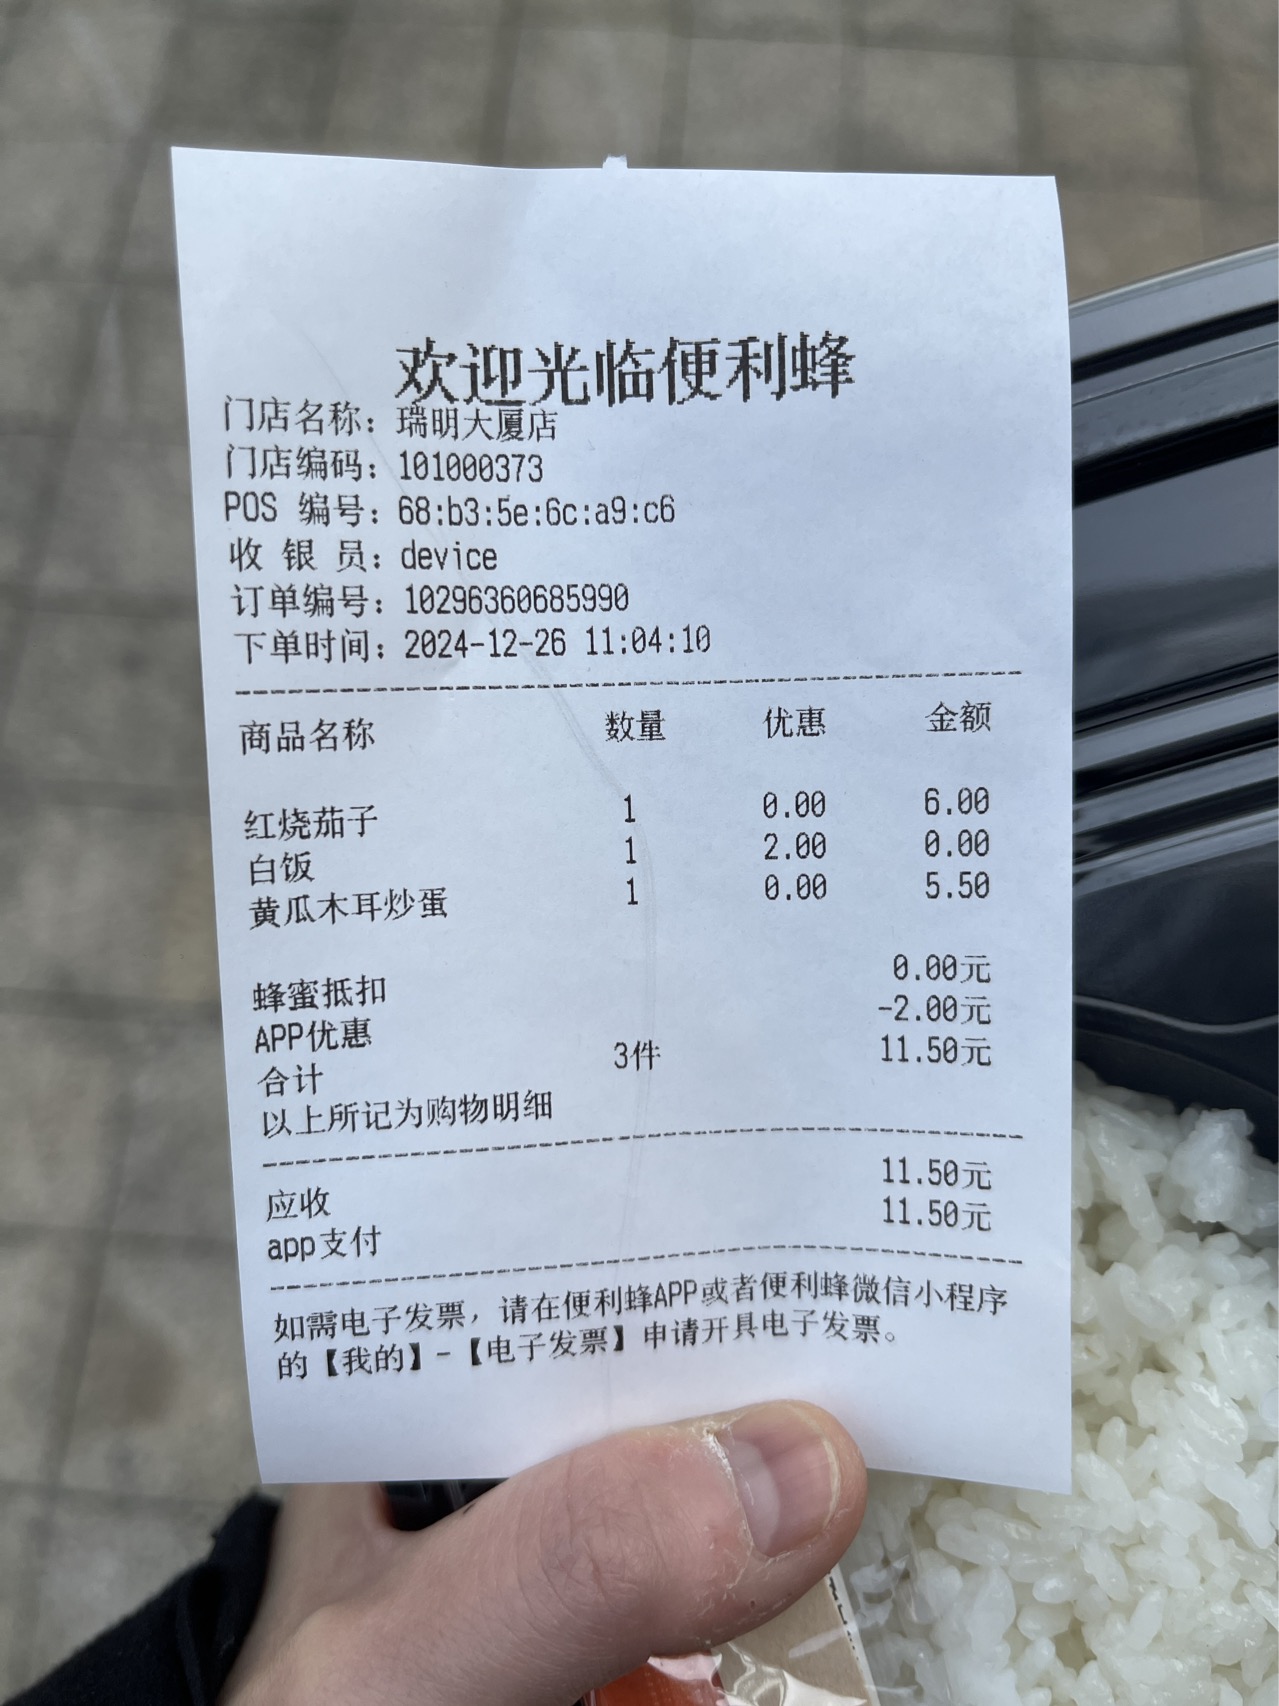 欢迎光临便利蜂
门店名称：瑞明大厦店
门店编码：101000373
POS 编号：68:b3:5e:6c:a9:c6
收 银 员：device
订单编号：10296360685990
下单时间：2024-12-26 11:04:10
商品名称 数量 优惠 金额
红烧茄子 1 0.00 6.00
白饭 1 2.00 0.00
黄瓜木耳炒蛋 1 0.00 5.50
蜂蜜抵扣 0.00元
APP优惠 -2.00元
合计 3件 11.50元
以上所记为购物明细
应收 11.50元
app支付 11.50元
如需电子发票，请在便利蜂APP或者便利蜂微信小程序
的【我的】-【电子发票】申请开具电子发票。